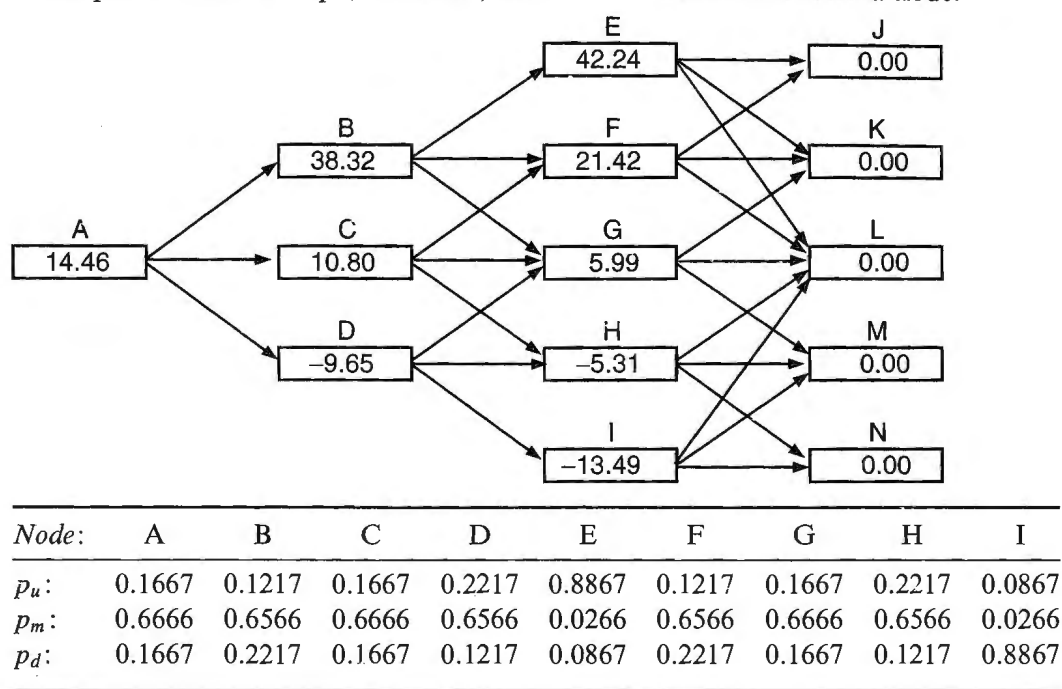 E J
42.24 0.00
B F K
38.32 21.42 0.00
A C G L
14.46 10.80 5.99 0.00
D H M
−9.65 −5.31 0.00
I N
−13.49 0.00
Node: A B C D E F G H I
pu: 0.1667 0.1217 0.1667 0.2217 0.8867 0.1217 0.1667 0.2217 0.0867
pm: 0.6666 0.6566 0.6666 0.6566 0.0266 0.6566 0.6666 0.6566 0.0266
pd: 0.1667 0.2217 0.1667 0.1217 0.0867 0.2217 0.1667 0.1217 0.8867